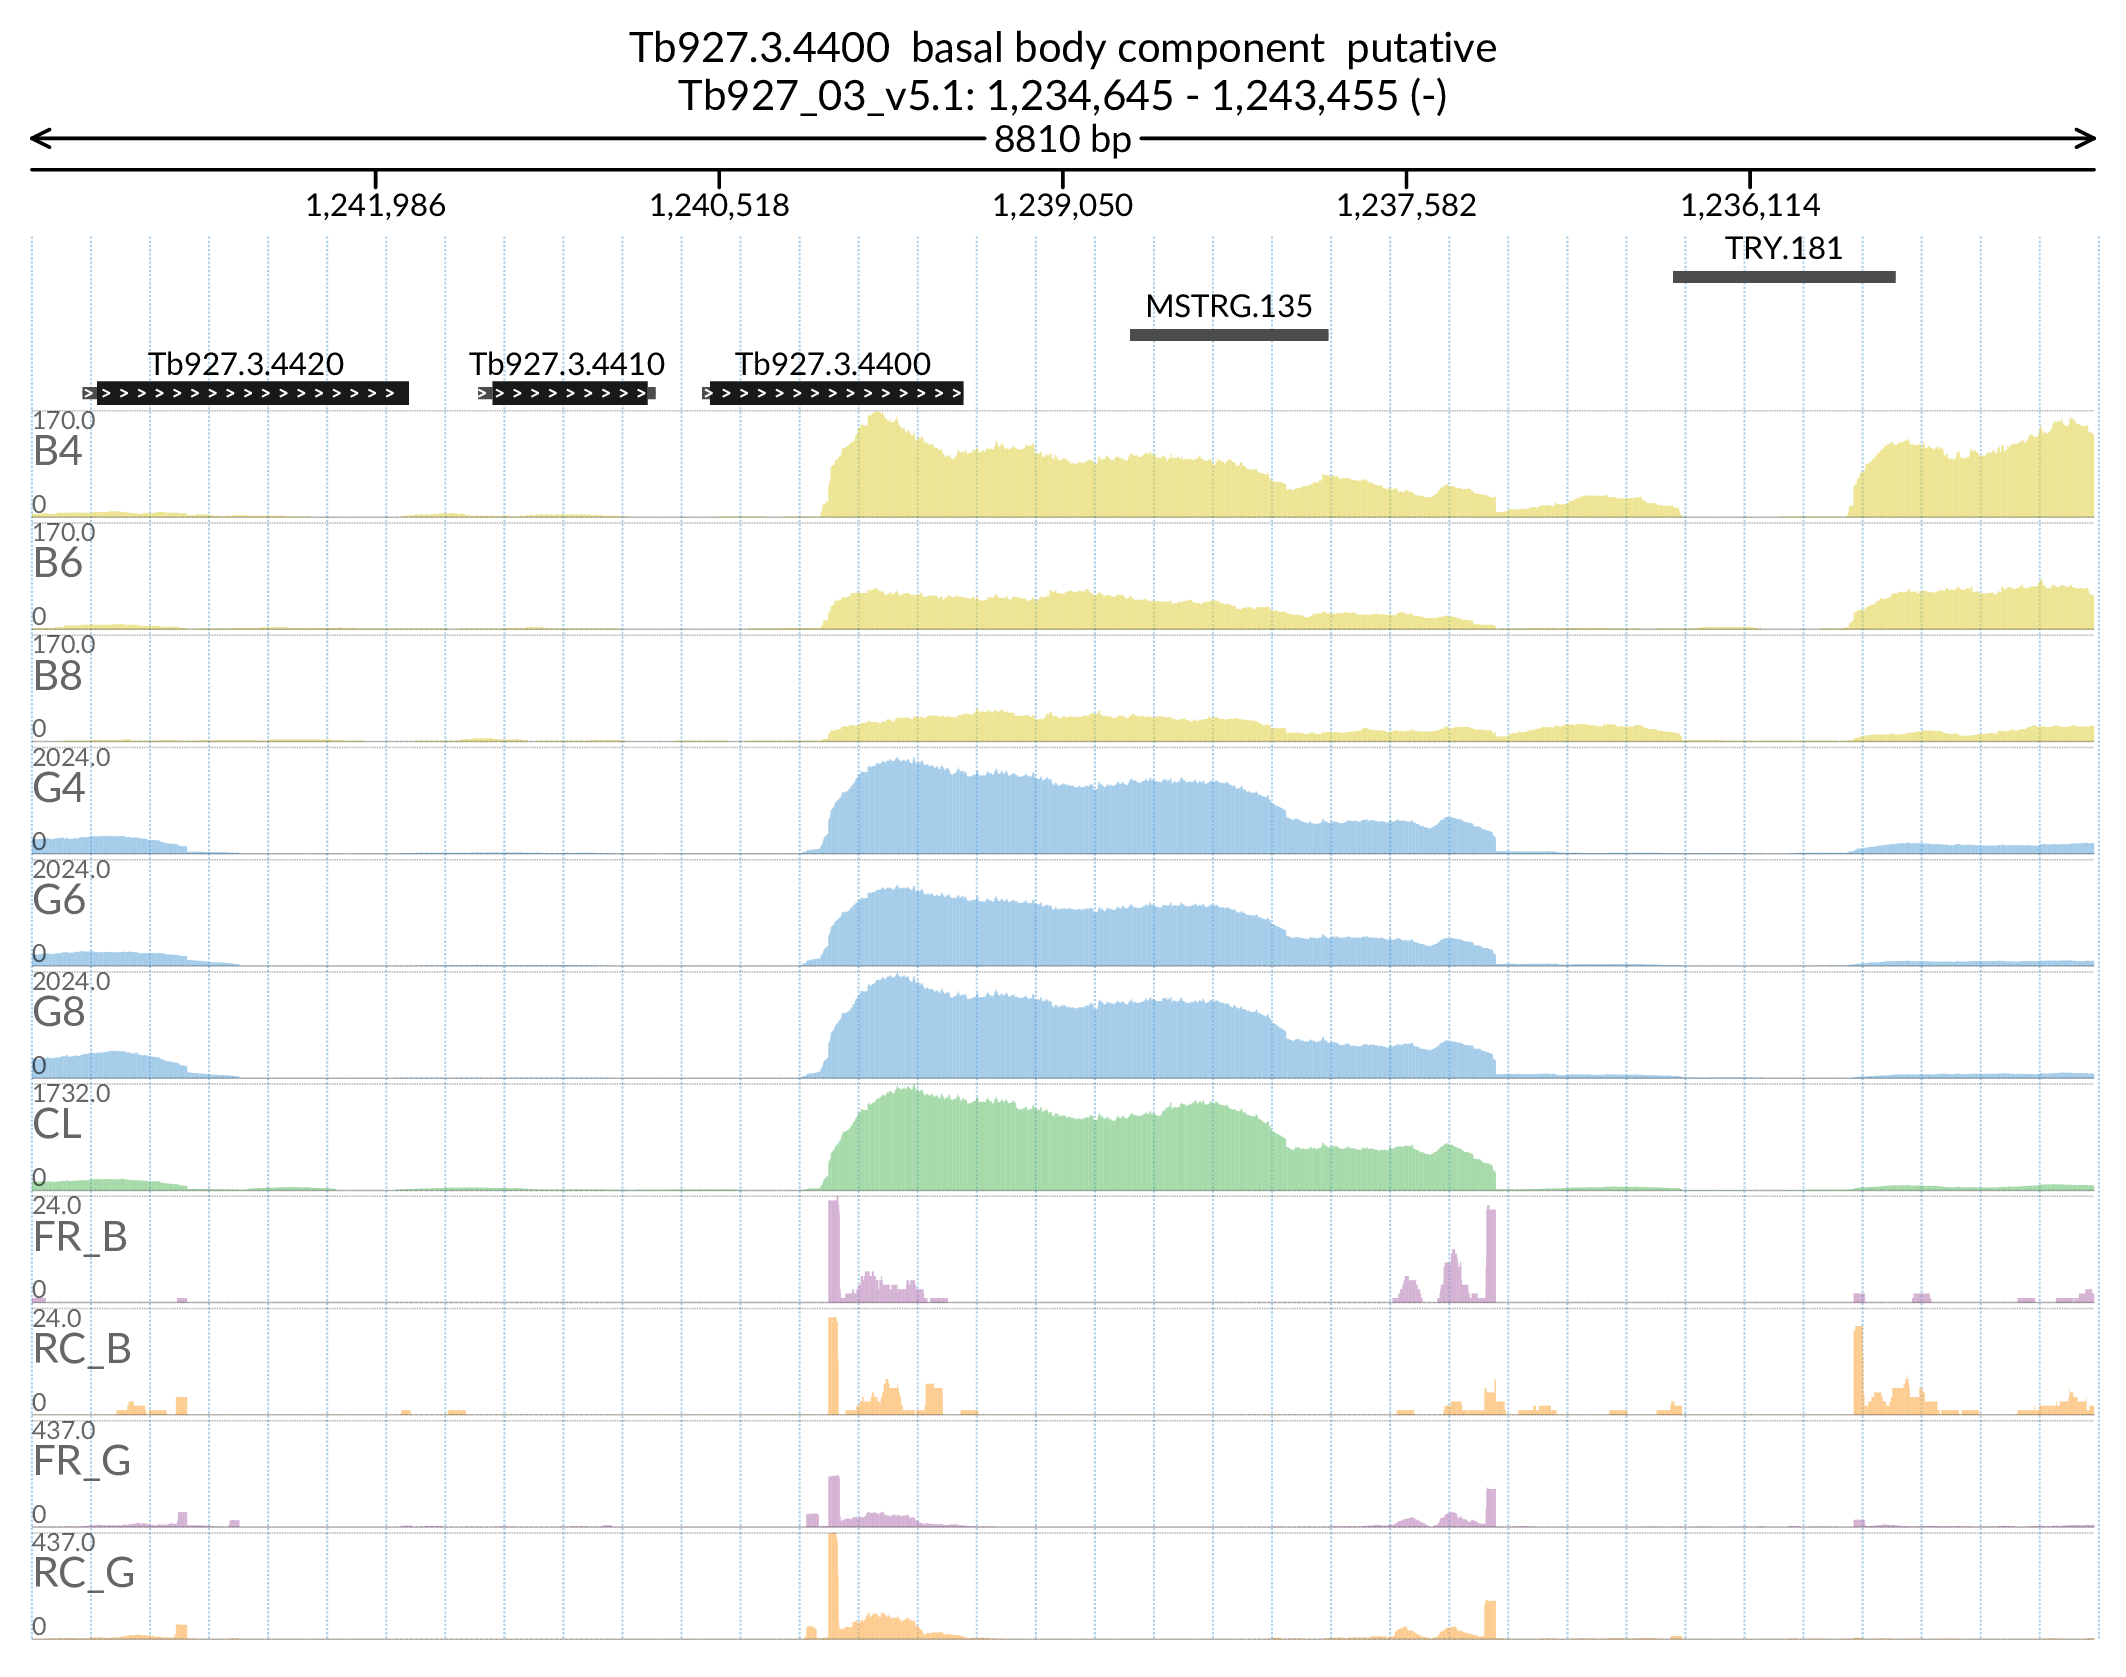 Tb927.3.4400  basal body component  putative
Tb927_03_v5.1: 1,234,645 - 1,243,455 (-)
8810 bp
1,241,986 1,240,518 1,239,050 1,237,582 1,236,114
TRY.181
MSTRG.135
Tb927.3.4420 Tb927.3.4410 Tb927.3.4400
170.0
B4
0
170.0
B6
0
170.0
B8
0
2024.0
G4
0
2024.0
G6
0
2024.0
G8
0
1732.0
CL
0
24.0
FR_B
0
24.0
RC_B
0
437.0
FR_G
0
437.0
RC_G
0